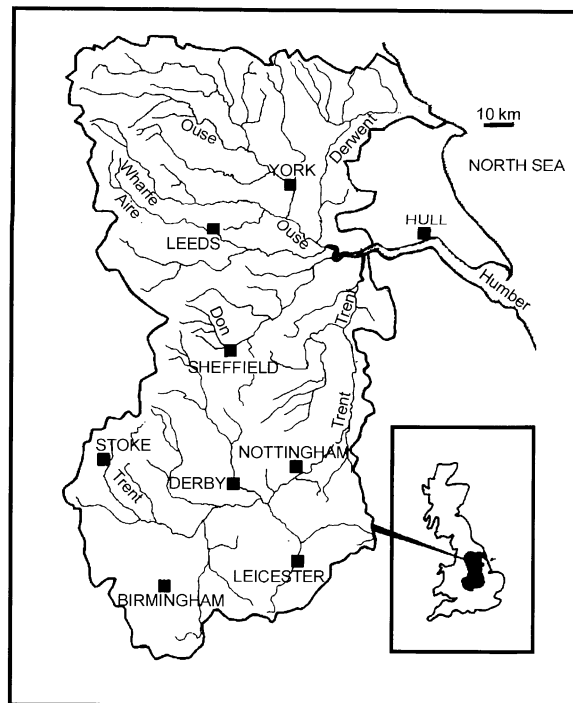 10 km
Ouse
Derwent
NORTH SEA
YORK
Wharfe
Aire
HULL
LEEDS
Ouse
Humber
Trent
Don
SHEFFIELD
Trent
STOKE
NOTTINGHAM
Trent
DERBY
LEICESTER
BIRMINGHAM